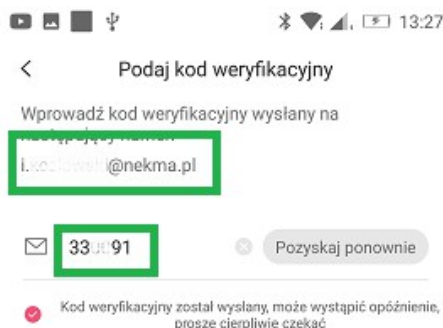 13:27
Podaj kod weryfikacyjny
Wprowadź kod weryfikacyjny wysłany na
@nekma.pl
Pozyskaj ponownie
Kod weryfikacyjny został wysłany, może wystąpić opóźnienie,
proszę cierpliwie czekać